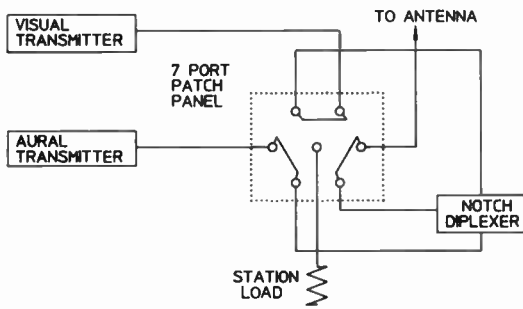 VISUAL
TRANSMITTER
TO ANTENNA
7 PORT
PATCH
PANEL
AURAL
TRANSMITTER
NOTCH
DIPLEXER
STATION
LOAD